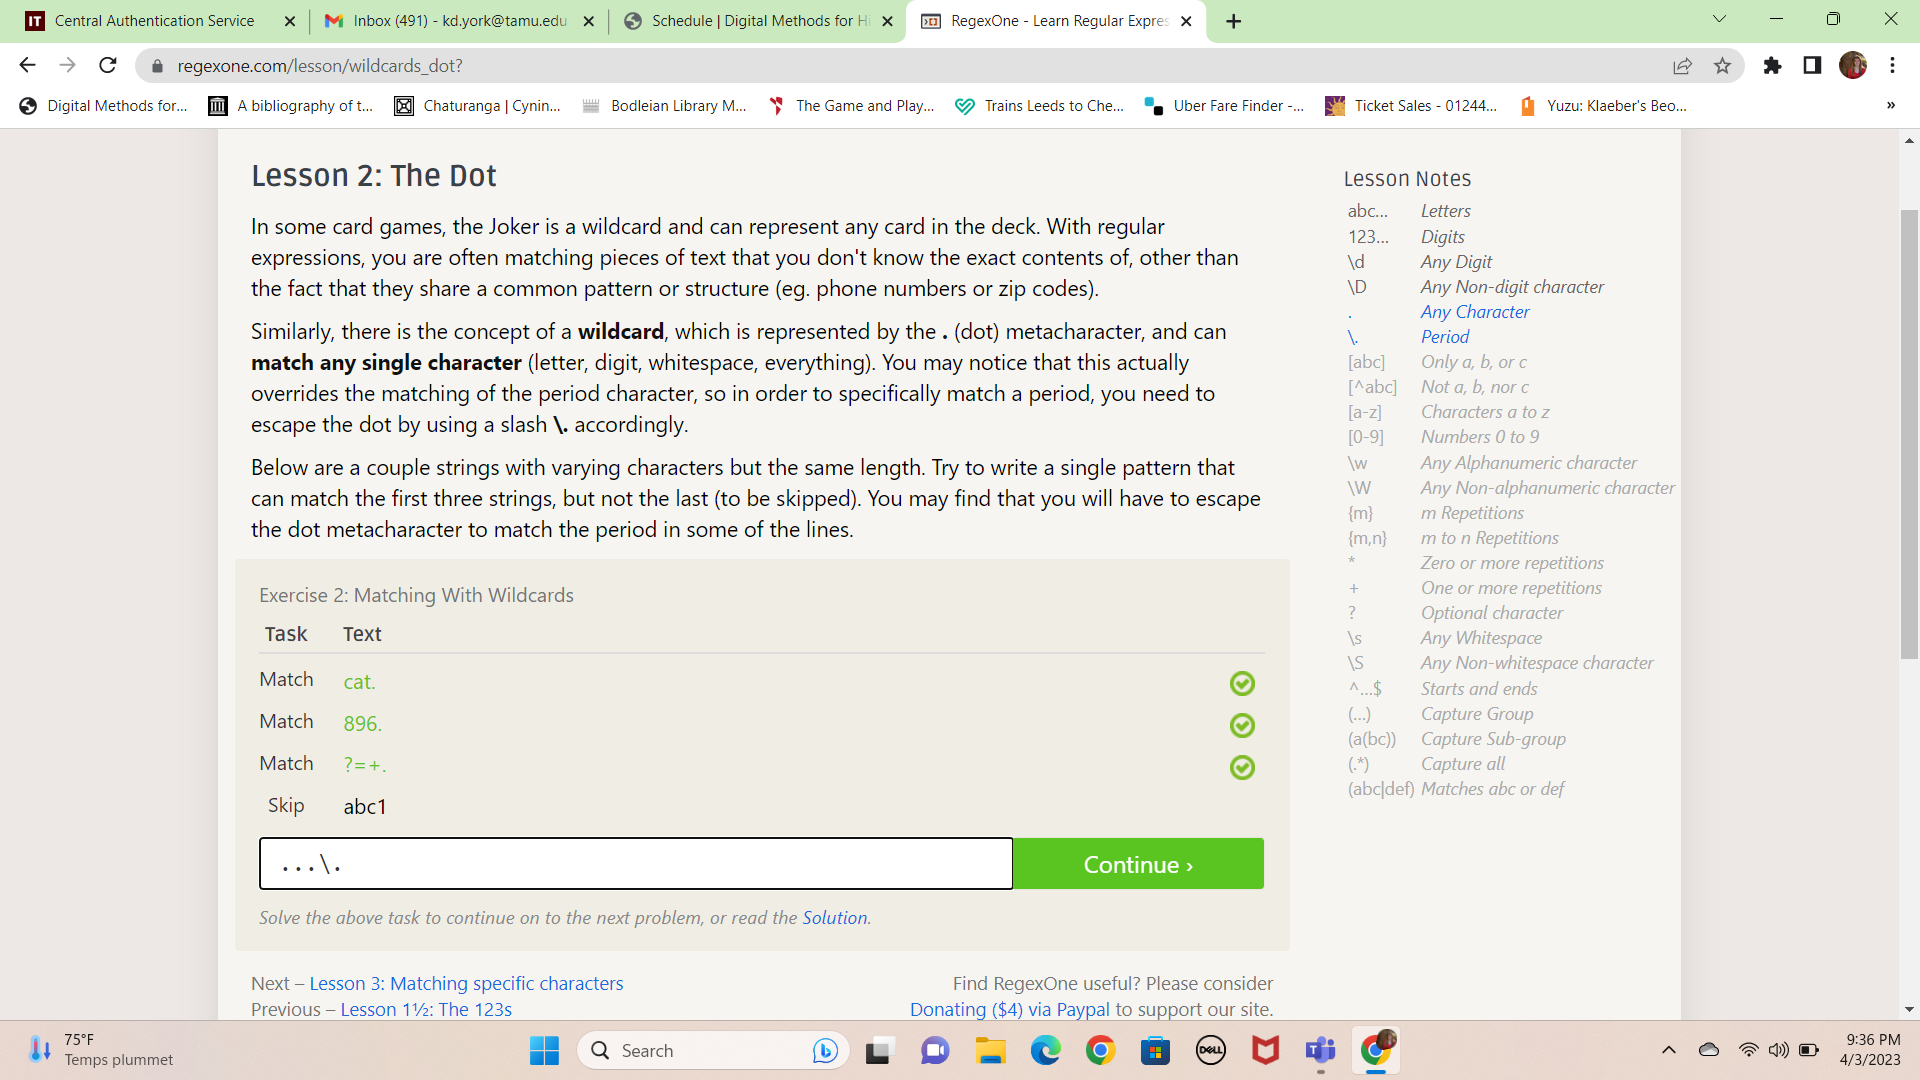 Central Authentication Service
Inbox (491) - kd.york@tamu.edu
Schedule | Digital Methods for Hi
RegexOne - Learn Regular Expres
regexone.com/lesson/wildcards_dot?
Digital Methods for...
A bibliography of t...
Chaturanga | Cynin...
Bodleian Library M...
The Game and Play...
Trains Leeds to Che...
Uber Fare Finder -...
Ticket Sales - 01244...
Yuzu: Klaeber's Beo...
»
Lesson 2: The Dot
In some card games, the Joker is a wildcard and can represent any card in the deck. With regular
expressions, you are often matching pieces of text that you don't know the exact contents of, other than
the fact that they share a common pattern or structure (eg. phone numbers or zip codes).
Similarly, there is the concept of a wildcard, which is represented by the . (dot) metacharacter, and can
match any single character (letter, digit, whitespace, everything). You may notice that this actually
overrides the matching of the period character, so in order to specifically match a period, you need to
escape the dot by using a slash \. accordingly.
Below are a couple strings with varying characters but the same length. Try to write a single pattern that
can match the first three strings, but not the last (to be skipped). You may find that you will have to escape
the dot metacharacter to match the period in some of the lines.
Exercise 2: Matching With Wildcards
Task Text
Match cat.
Match 896.
Match ?=+.
Skip abc1
...\.
Continue ›
Solve the above task to continue on to the next problem, or read the Solution.
Next – Lesson 3: Matching specific characters
Previous – Lesson 1½: The 123s
Find RegexOne useful? Please consider
Donating ($4) via Paypal to support our site.
Lesson Notes
abc... Letters
123... Digits
\d Any Digit
\D Any Non-digit character
. Any Character
\. Period
[abc] Only a, b, or c
[^abc] Not a, b, nor c
[a-z] Characters a to z
[0-9] Numbers 0 to 9
\w Any Alphanumeric character
\W Any Non-alphanumeric character
{m} m Repetitions
{m,n} m to n Repetitions
* Zero or more repetitions
+ One or more repetitions
? Optional character
\s Any Whitespace
\S Any Non-whitespace character
^...$ Starts and ends
(...) Capture Group
(a(bc)) Capture Sub-group
(.*) Capture all
(abc|def) Matches abc or def
75°F
Temps plummet
Search
DELL
9:36 PM
4/3/2023